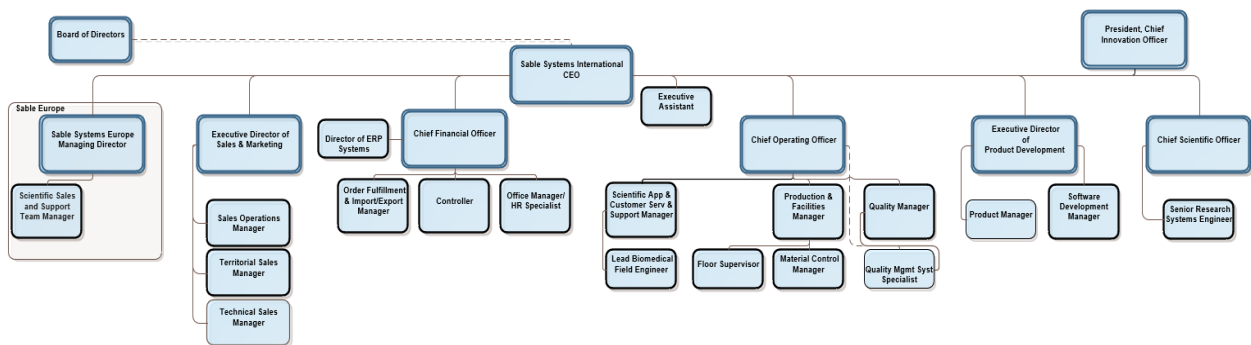 Board of Directors
President, Chief
Innovation Officer
Sable Systems International
CEO
Executive
Assistant
Sable Europe
Sable Systems Europe
Managing Director
Executive Director of
Sales & Marketing
Director of ERP
Systems
Chief Financial Officer
Chief Operating Officer
Executive Director
of
Product Development
Chief Scientific Officer
Scientific Sales
and Support
Team Manager
Order Fulfillment
& Import/Export
Manager
Controller
Office Manager/
HR Specialist
Scientific App &
Customer Serv &
Support Manager
Production &
Facilities
Manager
Quality Manager
Product Manager
Software
Development
Manager
Senior Research
Systems Engineer
Sales Operations
Manager
Territorial Sales
Manager
Technical Sales
Manager
Lead Biomedical
Field Engineer
Floor Supervisor
Material Control
Manager
Quality Mgmt Syst
Specialist